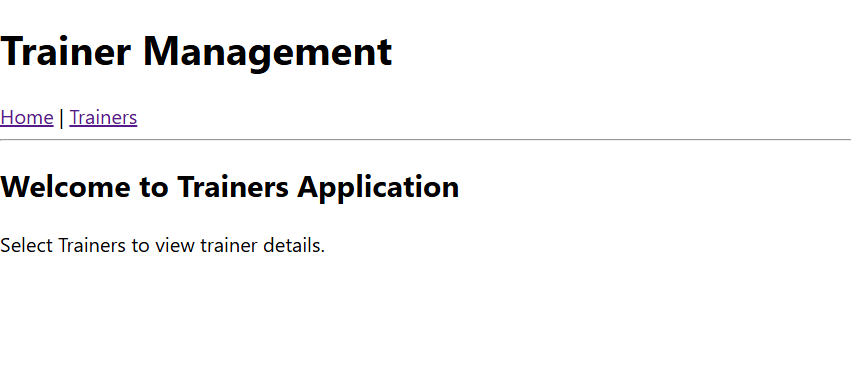 Trainer Management
Home | Trainers
Welcome to Trainers Application
Select Trainers to view trainer details.